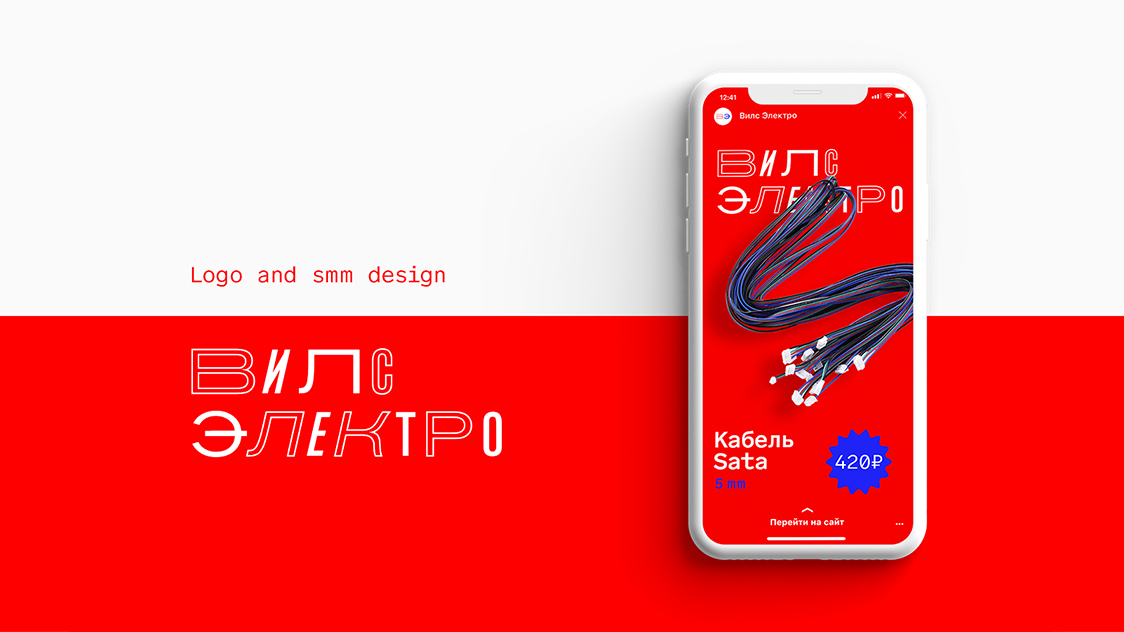 Logo and smm design
ВИЛС
ЭЛЕКТРО
12:41
ВЭ
Вилс Электро
ВИЛС
ЭЛЕКТРО
Кабель
Sata
5 mm
420₽
Перейти на сайт